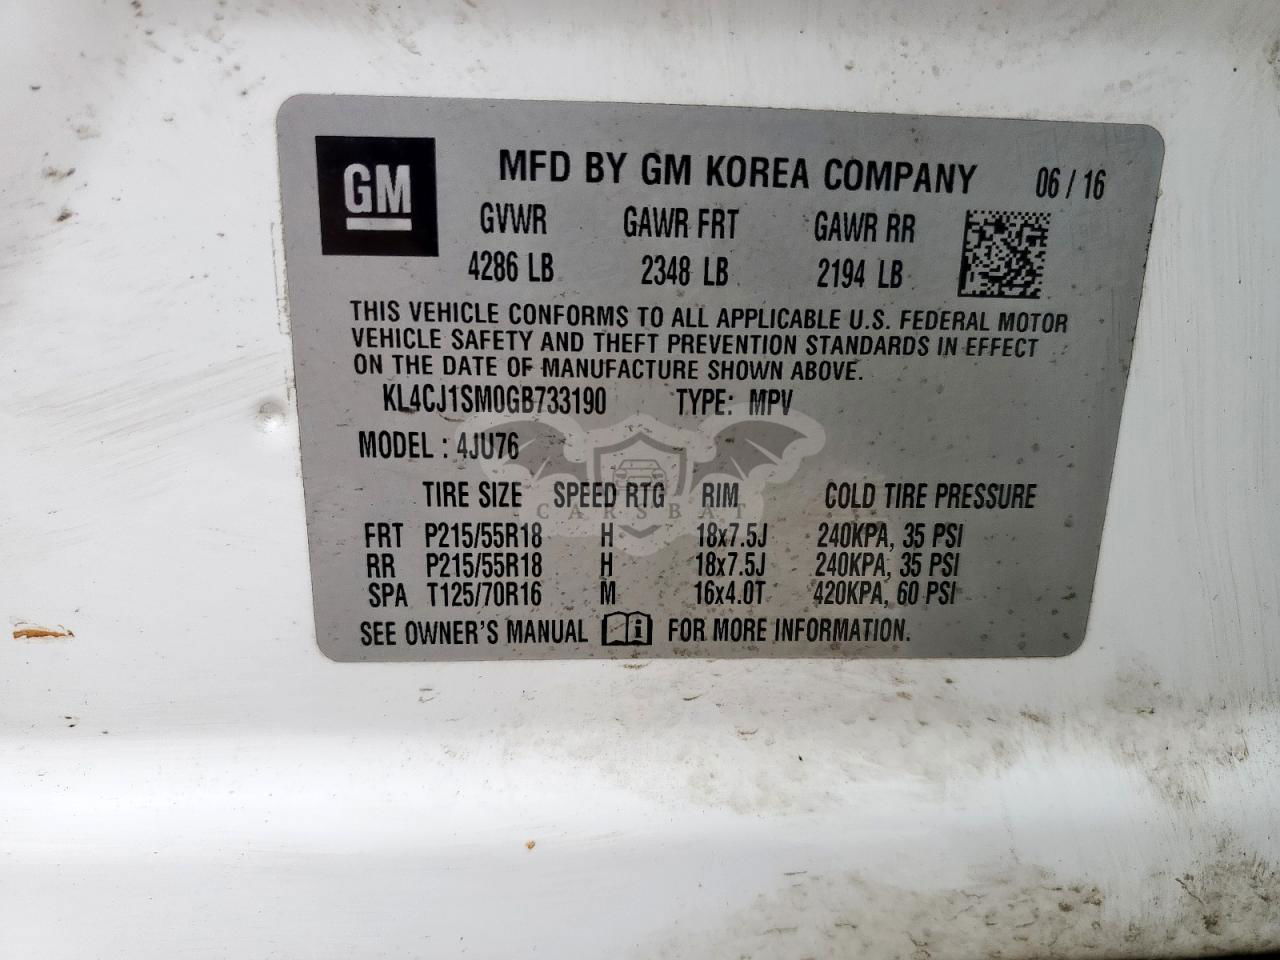 GM
MFD BY GM KOREA COMPANY 06 / 16
GVWR GAWR FRT GAWR RR
4286 LB 2348 LB 2194 LB
THIS VEHICLE CONFORMS TO ALL APPLICABLE U.S. FEDERAL MOTOR
VEHICLE SAFETY AND THEFT PREVENTION STANDARDS IN EFFECT
ON THE DATE OF MANUFACTURE SHOWN ABOVE.
KL4CJ1SM0GB733190 TYPE: MPV
MODEL : 4JU76
TIRE SIZE SPEED RTG RIM COLD TIRE PRESSURE
CARSBAT
FRT P215/55R18 H 18x7.5J 240KPA, 35 PSI
RR P215/55R18 H 18x7.5J 240KPA, 35 PSI
SPA T125/70R16 M 16x4.0T 420KPA, 60 PSI
SEE OWNER'S MANUAL i FOR MORE INFORMATION.